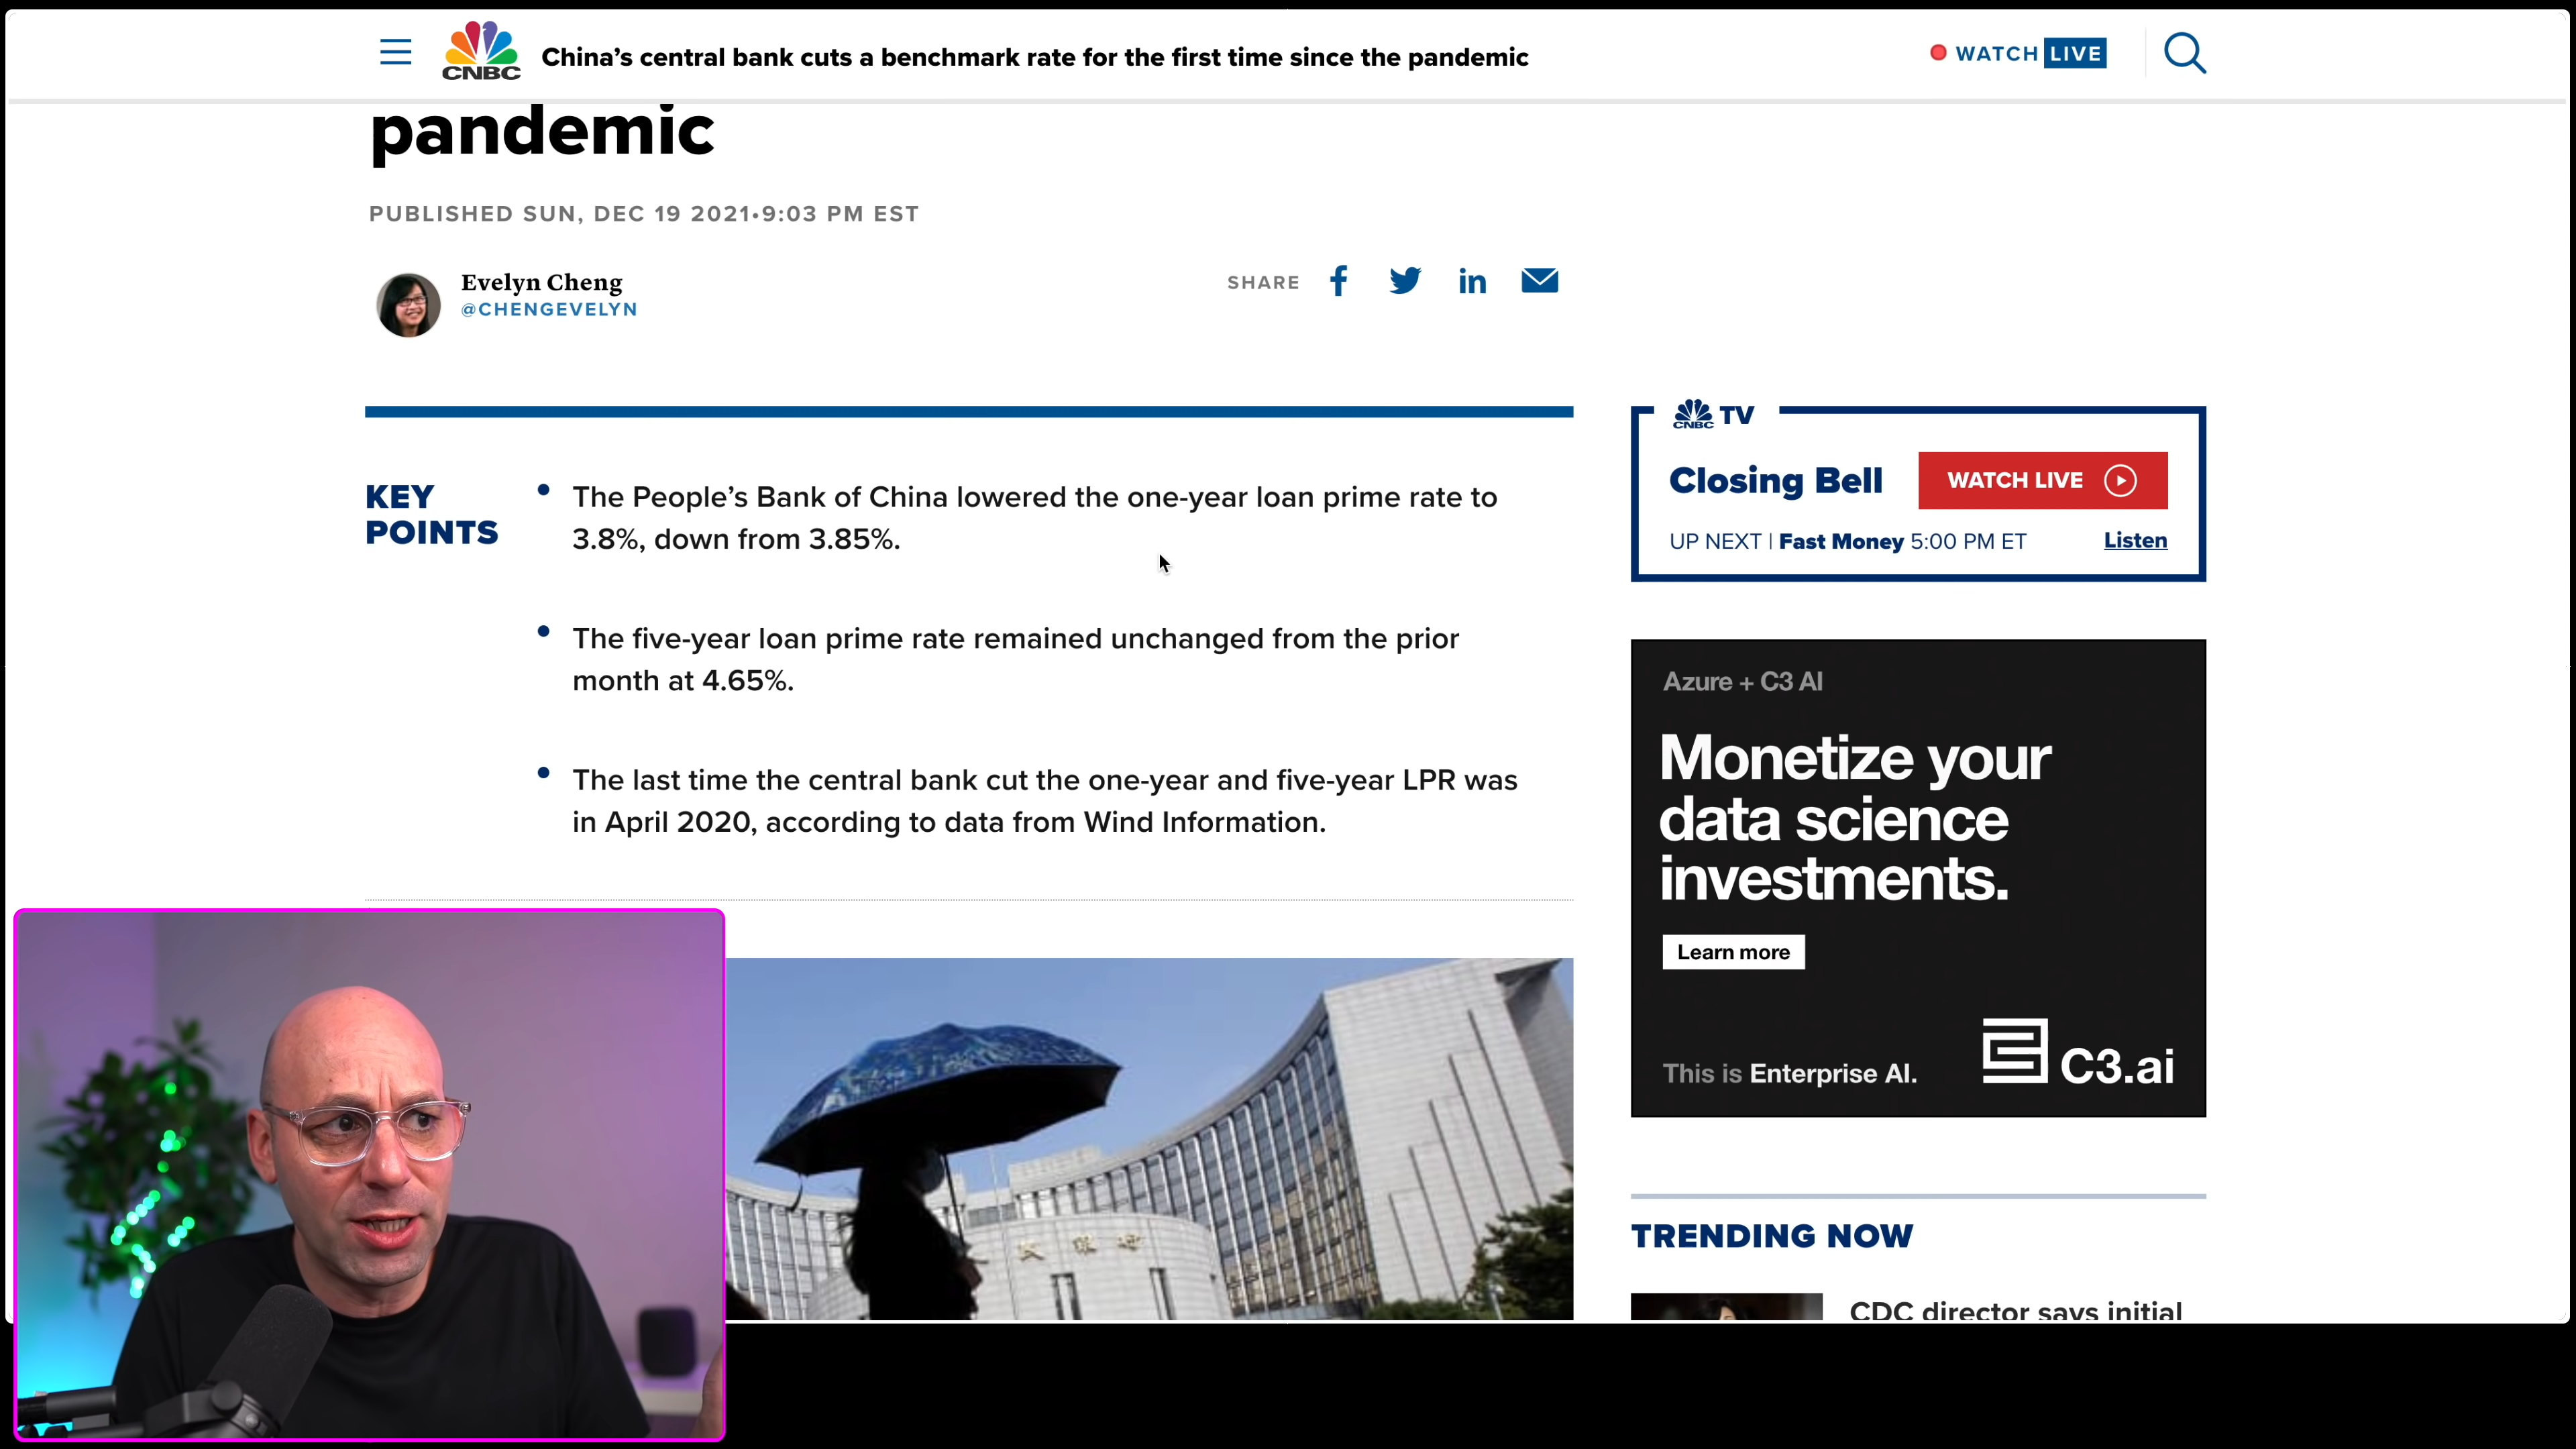 CNBC
China's central bank cuts a benchmark rate for the first time since the pandemic
WATCH LIVE
pandemic
PUBLISHED SUN, DEC 19 2021•9:03 PM EST
Evelyn Cheng
@CHENGEVELYN
SHARE
KEY
POINTS
• The People's Bank of China lowered the one-year loan prime rate to
3.8%, down from 3.85%.
• The five-year loan prime rate remained unchanged from the prior
month at 4.65%.
• The last time the central bank cut the one-year and five-year LPR was
in April 2020, according to data from Wind Information.
CNBC TV
Closing Bell
WATCH LIVE
UP NEXT | Fast Money 5:00 PM ET
Listen
Azure + C3 AI
Monetize your
data science
investments.
Learn more
This is Enterprise AI.
C3.ai
TRENDING NOW
CDC director says initial